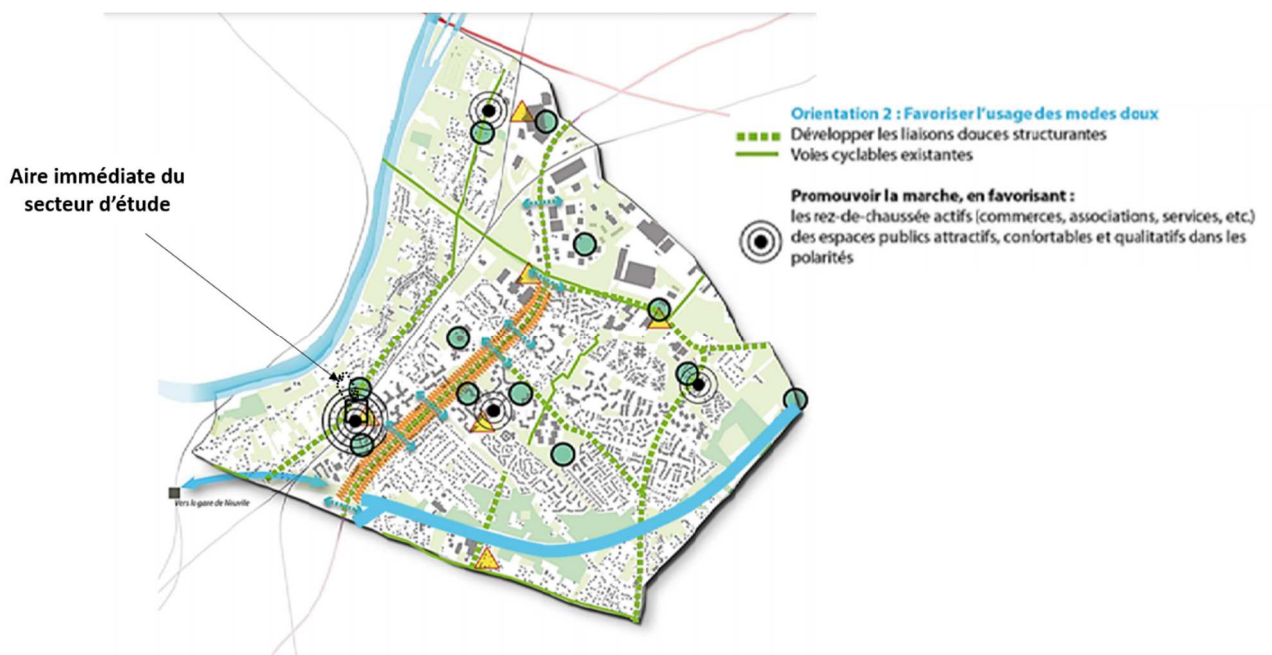 Orientation 2 : Favoriser l'usage des modes doux
Développer les liaisons douces structurantes
Voies cyclables existantes
Aire immédiate du
secteur d'étude
Promouvoir la marche, en favorisant :
les rez-de-chaussée actifs (commerces, associations, services, etc.)
des espaces publics attractifs, confortables et qualitatifs dans les
polarités
Vers la gare de Neuville